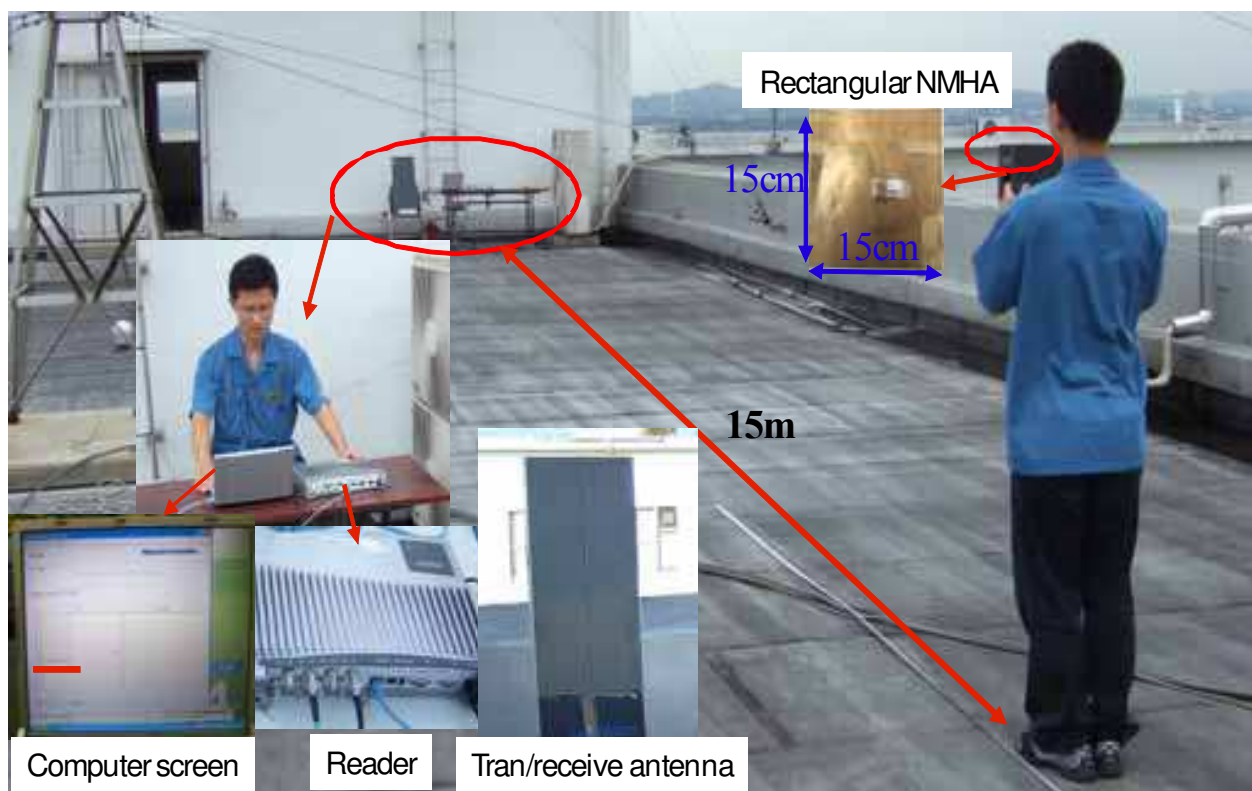 Rectangular NMHA
15cm
15cm
15m
Computer screen
Reader
Tran/receive antenna